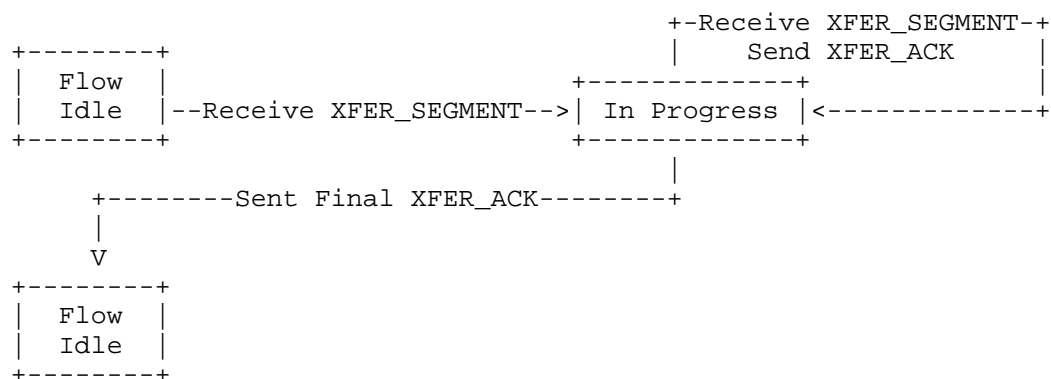 +-Receive XFER_SEGMENT-+
+--------+                             |    Send XFER_ACK     |
|  Flow  |                       +-------------+              |
|  Idle  |--Receive XFER_SEGMENT-->| In Progress |<-------------+
+--------+                       +-------------+
|
+--------Sent Final XFER_ACK--------+
|
V
+--------+
|  Flow  |
|  Idle  |
+--------+